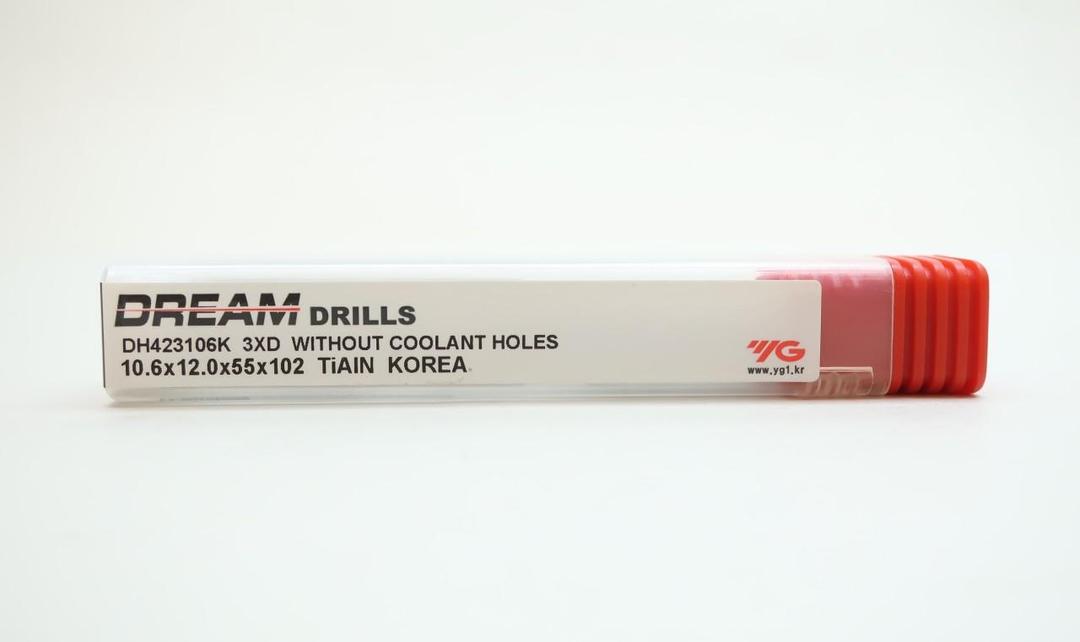 DREAM DRILLS
DH423106K 3XD WITHOUT COOLANT HOLES
10.6x12.0x55x102 TiAIN KOREA
YG
www.yg1.kr